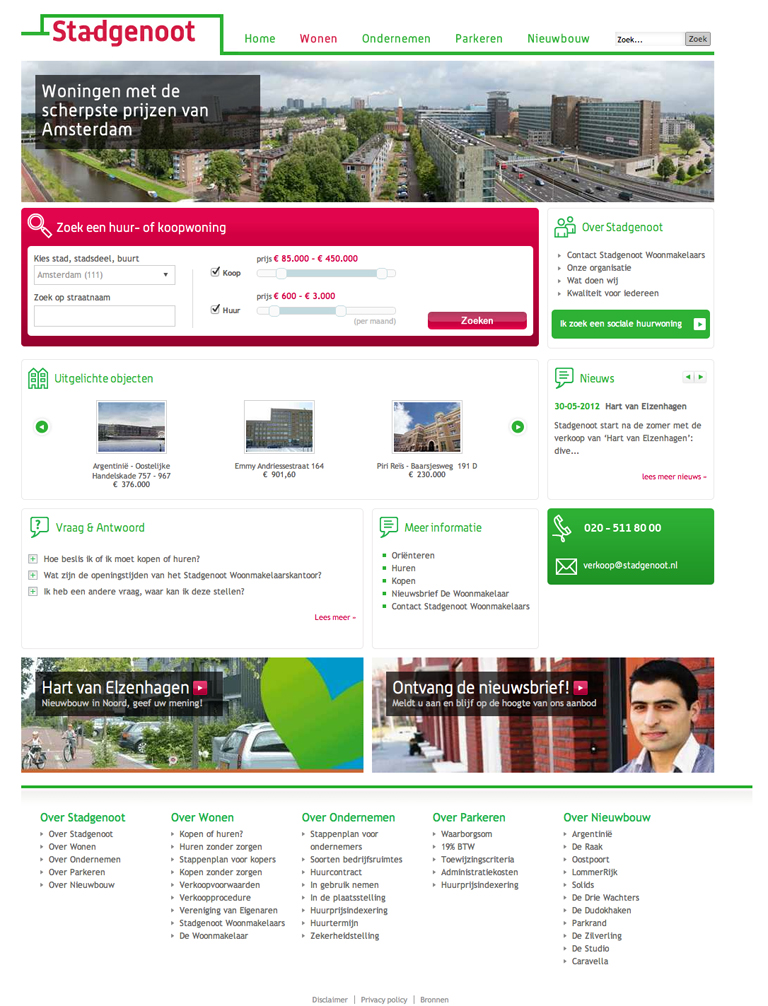 Stadgenoot
Home Wonen Ondernemen Parkeren Nieuwbouw
Zoek... Zoek
Woningen met de
scherpste prijzen van
Amsterdam
Zoek een huur- of koopwoning
Kies stad, stadsdeel, buurt
Amsterdam (111)
Zoek op straatnaam
Koop
prijs € 85.000 - € 450.000
Huur
prijs € 600 - € 3.000
(per maand)
Zoeken
Over Stadgenoot
Contact Stadgenoot Woonmakelaars
Onze organisatie
Wat doen wij
Kwaliteit voor iedereen
Ik zoek een sociale huurwoning
Uitgelichte objecten
Argentinië - Oostelijke
Handelskade 757 - 967
€ 376.000
Emmy Andriessestraat 164
€ 901,60
Piri Reis - Baarsjesweg 191 D
€ 230.000
Nieuws
30-05-2012 Hart van Elzenhagen
Stadgenoot start na de zomer met de
verkoop van ‘Hart van Elzenhagen’:
dive...
lees meer nieuws »
Vraag & Antwoord
Hoe beslis ik of ik moet kopen of huren?
Wat zijn de openingstijden van het Stadgenoot Woonmakelaarskantoor?
Ik heb een andere vraag, waar kan ik deze stellen?
Lees meer »
Meer informatie
Oriënteren
Huren
Kopen
Nieuwsbrief De Woonmakelaar
Contact Stadgenoot Woonmakelaars
020 - 511 80 00
verkoop@stadgenoot.nl
Hart van Elzenhagen
Nieuwbouw in Noord, geef uw mening!
Ontvang de nieuwsbrief!
Meldt u aan en blijf op de hoogte van ons aanbod
Over Stadgenoot
Over Stadgenoot
Over Wonen
Over Ondernemen
Over Parkeren
Over Nieuwbouw
Over Wonen
Kopen of huren?
Huren zonder zorgen
Stappenplan voor kopers
Kopen zonder zorgen
Verkoopvoorwaarden
Verkoopprocedure
Vereniging van Eigenaren
Stadgenoot Woonmakelaars
De Woonmakelaar
Over Ondernemen
Stappenplan voor
ondernemers
Soorten bedrijfsruimtes
Huurcontract
In gebruik nemen
In de plaatsstelling
Huurprijsindexering
Huurtermijn
Zekerheidstelling
Over Parkeren
Waarborgsom
19% BTW
Toewijzingscriteria
Administratiekosten
Huurprijsindexering
Over Nieuwbouw
Argentinië
De Raak
Oostpoort
LommerRijk
Solids
De Drie Wachters
De Dudokhaken
Parkrand
De Zilverling
De Studio
Caravella
Disclaimer | Privacy policy | Bronnen